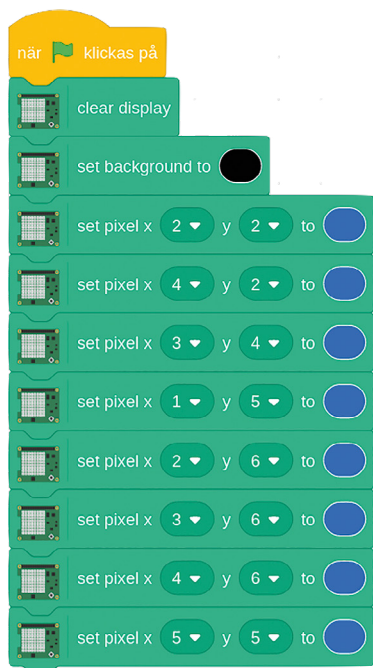 när klickas på
clear display
set background to
set pixel x 2 y 2 to
set pixel x 4 y 2 to
set pixel x 3 y 4 to
set pixel x 1 y 5 to
set pixel x 2 y 6 to
set pixel x 3 y 6 to
set pixel x 4 y 6 to
set pixel x 5 y 5 to